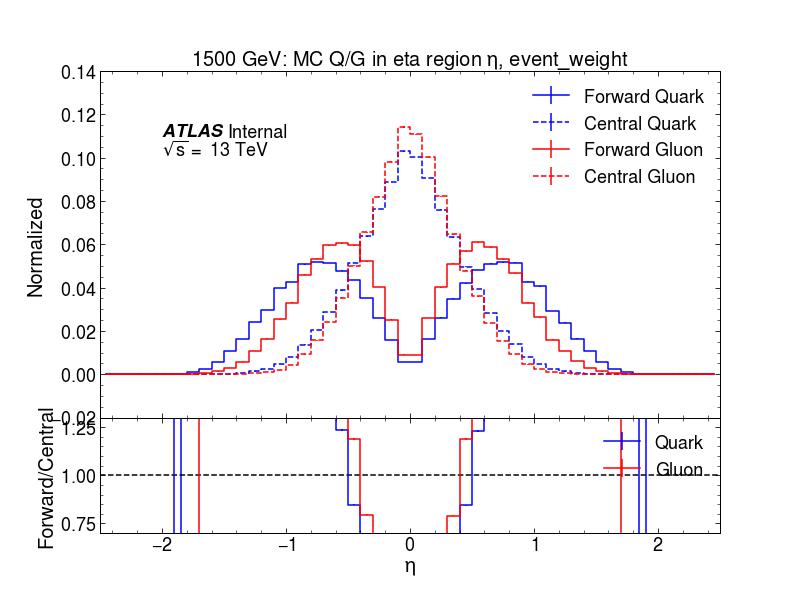 1500 GeV: MC Q/G in eta region η, event_weight
0.14
0.12
0.10
0.08
0.06
0.04
0.02
0.00
Normalized
ATLAS Internal
√s = 13 TeV
Forward Quark
Central Quark
Forward Gluon
Central Gluon
1.25
1.00
0.75
Forward/Central
Quark
Gluon
−2
−1
0
1
2
η